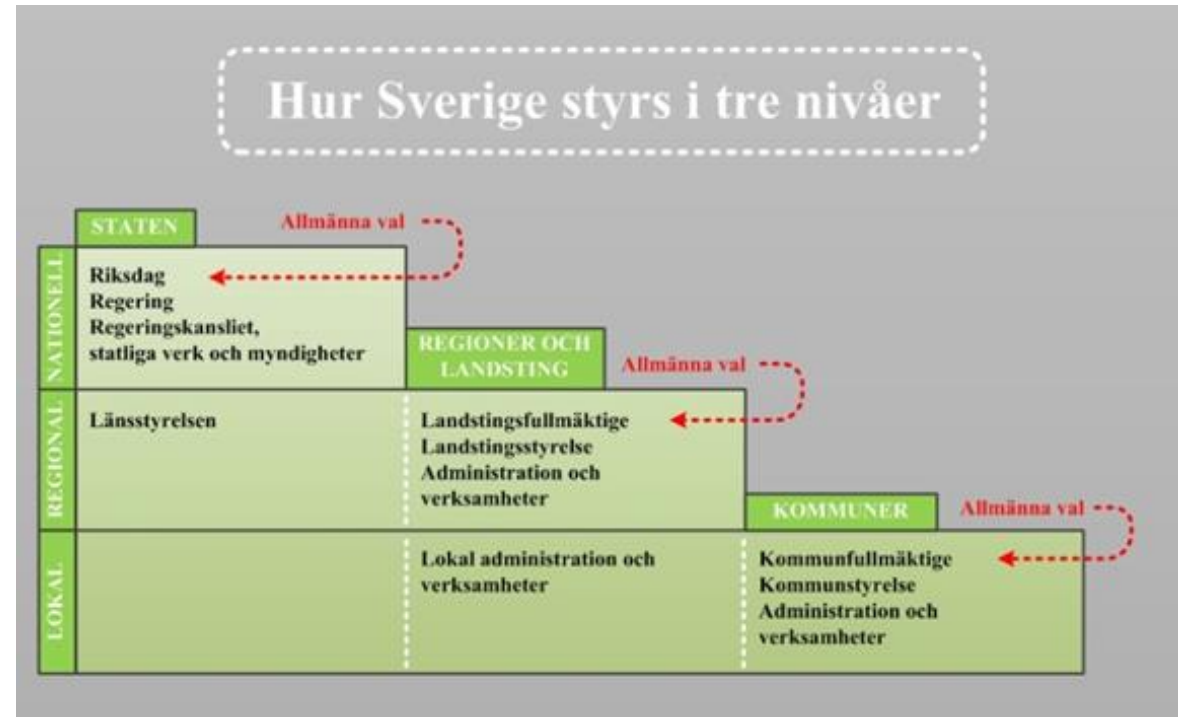 Hur Sverige styrs i tre nivåer
STATEN
Allmänna val
NATIONELL
Riksdag
Regering
Regeringskansliet,
statliga verk och myndigheter
REGIONER OCH
LANDSTING
Allmänna val
REGIONAL
Länsstyrelsen
Landstingsfullmäktige
Landstingsstyrelse
Administration och
verksamheter
KOMMUNER
Allmänna val
LOKAL
Lokal administration och
verksamheter
Kommunfullmäktige
Kommunstyrelse
Administration och
verksamheter